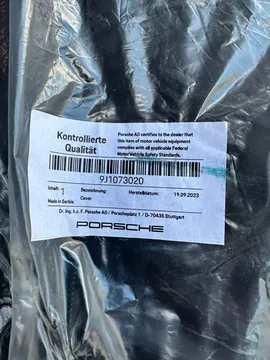 Kontrollierte
Qualität
Porsche AG certifies to the dealer that
this item of motor vehicle equipment
complies with all applicable Federal
Motor Vehicle Safety Standards.
9J1073020
Inhalt: 1 Bezeichnung: Herstelldatum: 19.09.2023
Made in Serbia Cover
Dr. Ing. h.c. F. Porsche AG / Porscheplatz 1 / D-70435 Stuttgart
PORSCHE